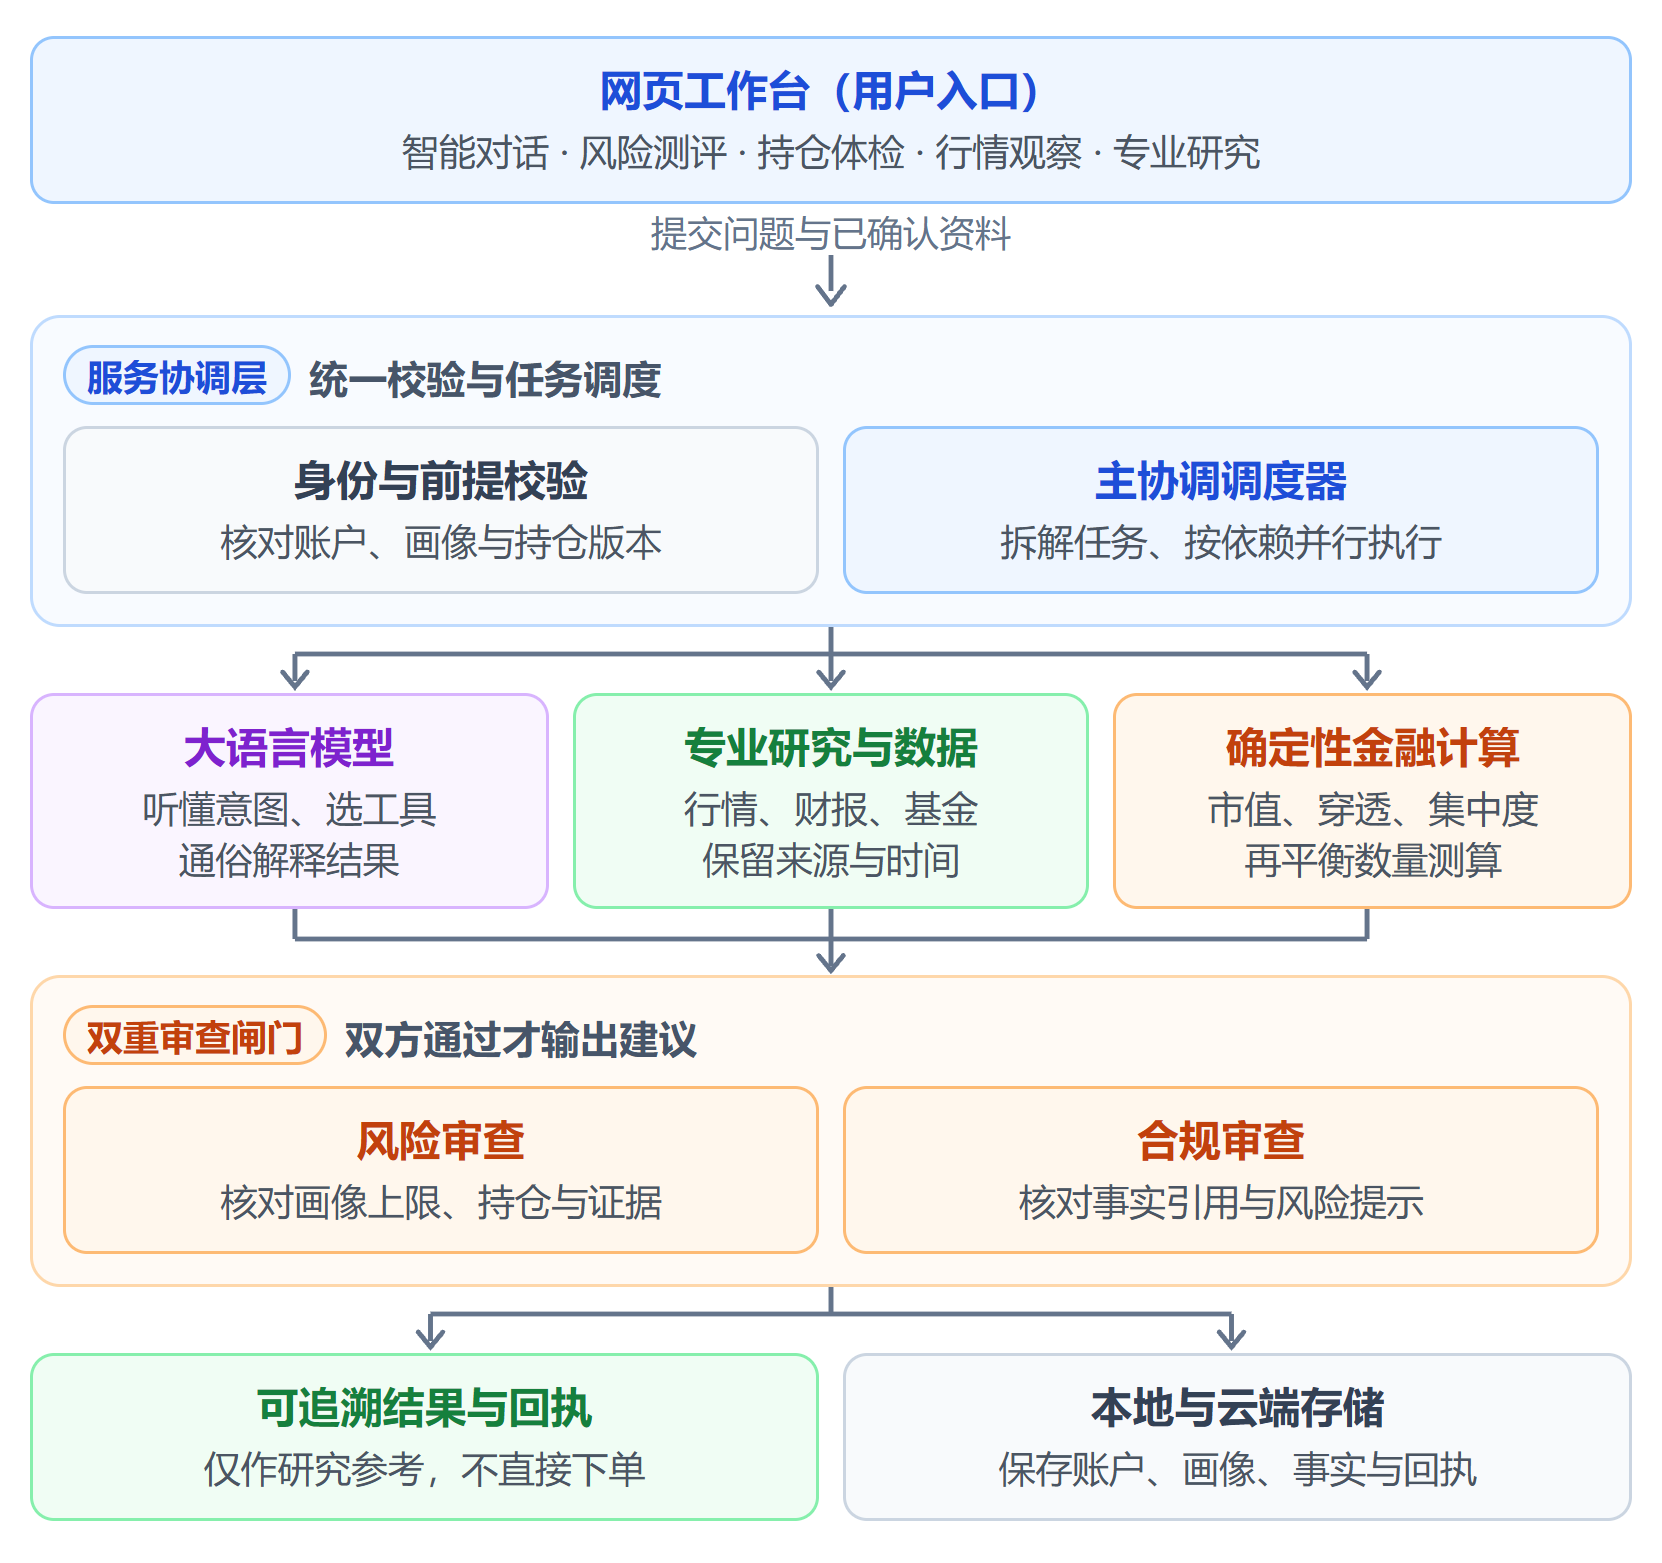 网页工作台（用户入口）
智能对话 · 风险测评 · 持仓体检 · 行情观察 · 专业研究
提交问题与已确认资料
服务协调层 统一校验与任务调度
身份与前提校验
核对账户、画像与持仓版本
主协调调度器
拆解任务、按依赖并行执行
大语言模型
听懂意图、选工具
通俗解释结果
专业研究与数据
行情、财报、基金
保留来源与时间
确定性金融计算
市值、穿透、集中度
再平衡数量测算
双重审查闸门 双方通过才输出建议
风险审查
核对画像上限、持仓与证据
合规审查
核对事实引用与风险提示
可追溯结果与回执
仅作研究参考，不直接下单
本地与云端存储
保存账户、画像、事实与回执